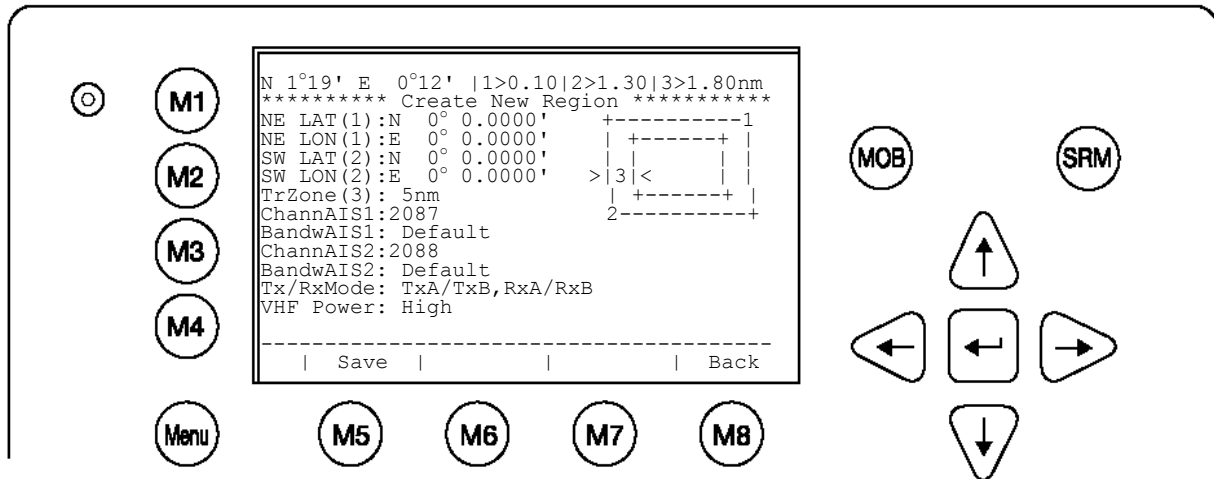 N 1°19' E 0°12' |1>0.10|2>1.30|3>1.80nm
********** Create New Region ***********
NE LAT(1):N 0° 0.0000' +----------1
NE LON(1):E 0° 0.0000' | +------+ |
SW LAT(2):N 0° 0.0000' | | | |
SW LON(2):E 0° 0.0000' >|3|< | |
TrZone(3): 5nm | +------+ |
ChannAIS1:2087 2----------+
BandwAIS1: Default
ChannAIS2:2088
BandwAIS2: Default
Tx/RxMode: TxA/TxB,RxA/RxB
VHF Power: High
----------------------------------------
| Save | | | Back
M1
M2
M3
M4
Menu
M5
M6
M7
M8
MOB
SRM